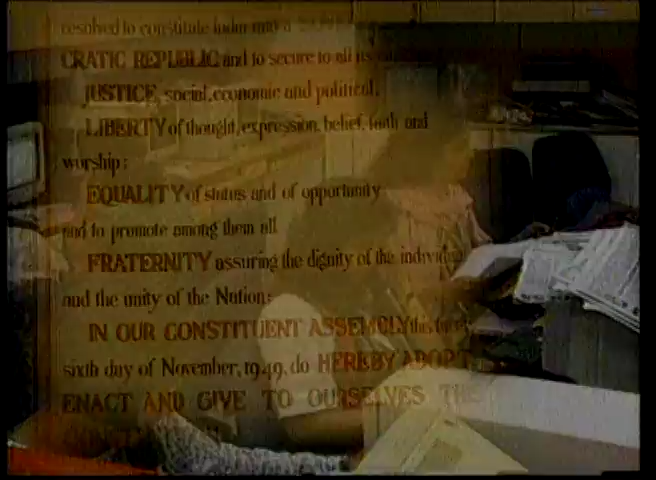 resolved to constitute India into a
CRATIC REPUBLIC and to secure to all its
JUSTICE, social, economic and political,
LIBERTY of thought, expression, belief, faith and
worship;
EQUALITY of status and of opportunity
and to promote among them all
FRATERNITY assuring the dignity of the individual
and the unity of the Nation;
IN OUR CONSTITUENT ASSEMBLY this
sixth day of November, 1949, do HEREBY ADOPT,
ENACT AND GIVE TO OURSELVES THIS